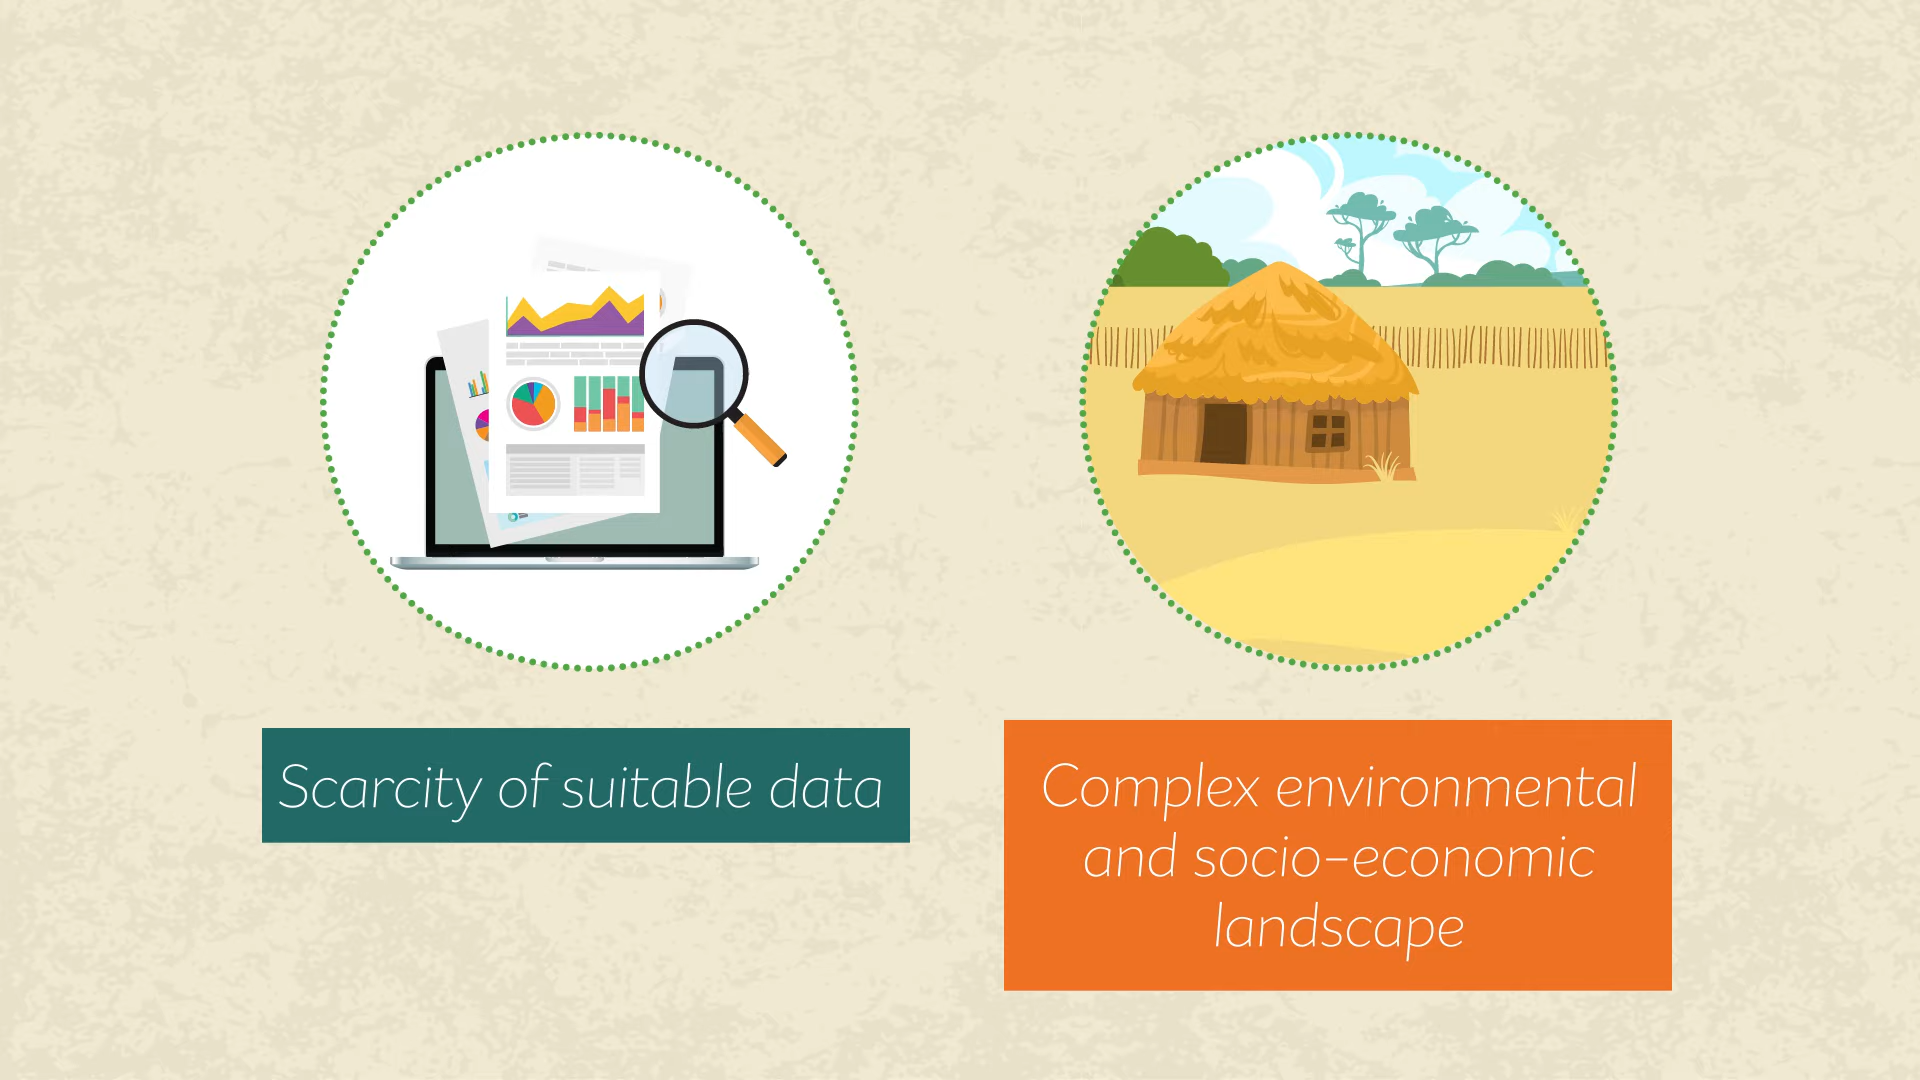 Scarcity of suitable data
Complex environmental
and socio-economic
landscape